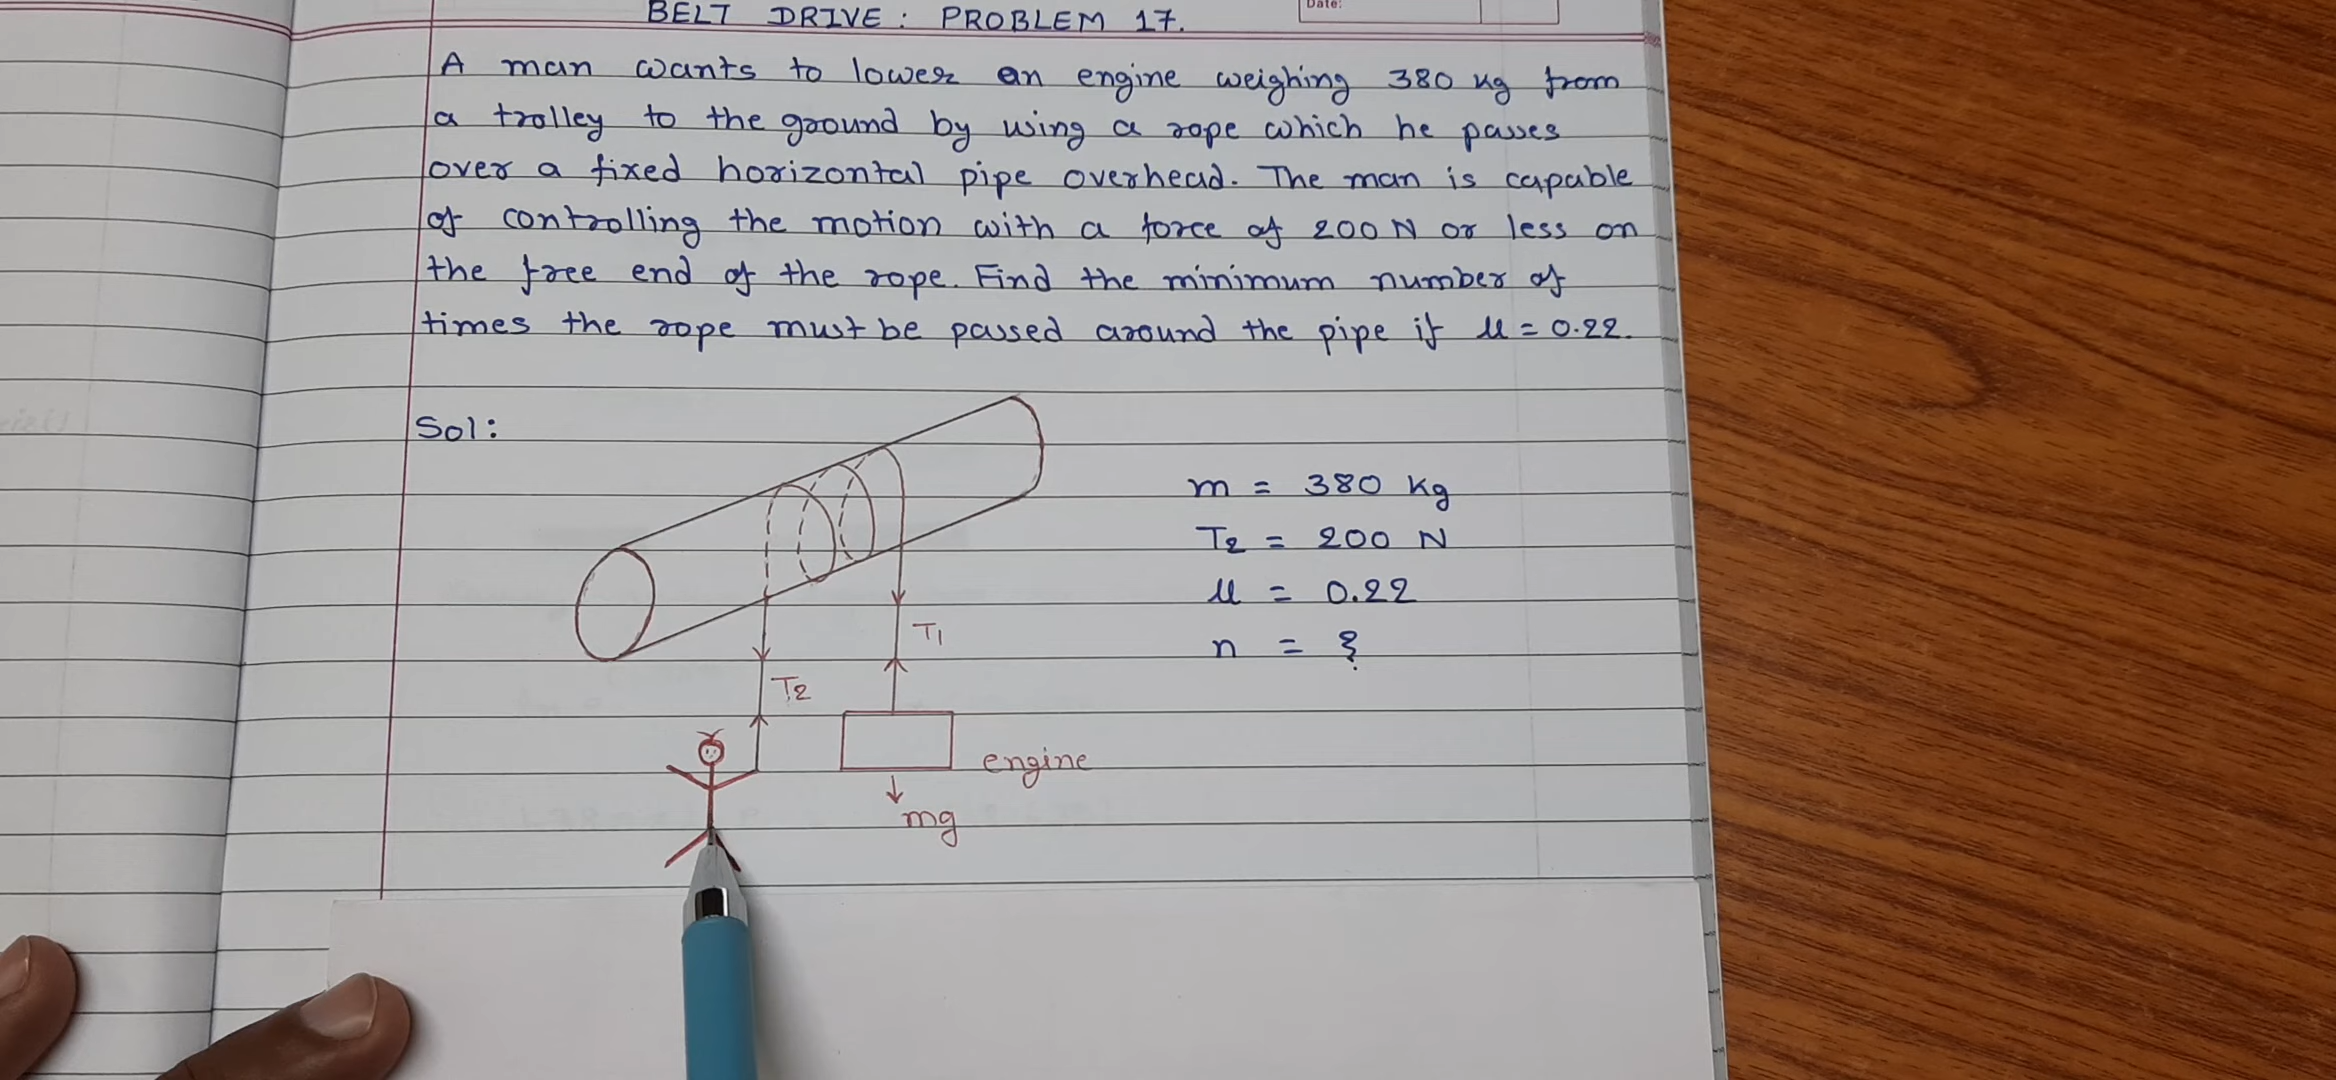 Date:
BELT DRIVE: PROBLEM 17.
A man wants to lower an engine weighing 380 kg from
a trolley to the ground by using a rope which he passes
over a fixed horizontal pipe overhead. The man is capable
of controlling the motion with a force of 200 N or less on
the free end of the rope. Find the minimum number of
times the rope must be passed around the pipe if μ = 0.22.
Sol:
m = 380 kg
T2 = 200 N
μ = 0.22
n = ?
T1
T2
engine
mg